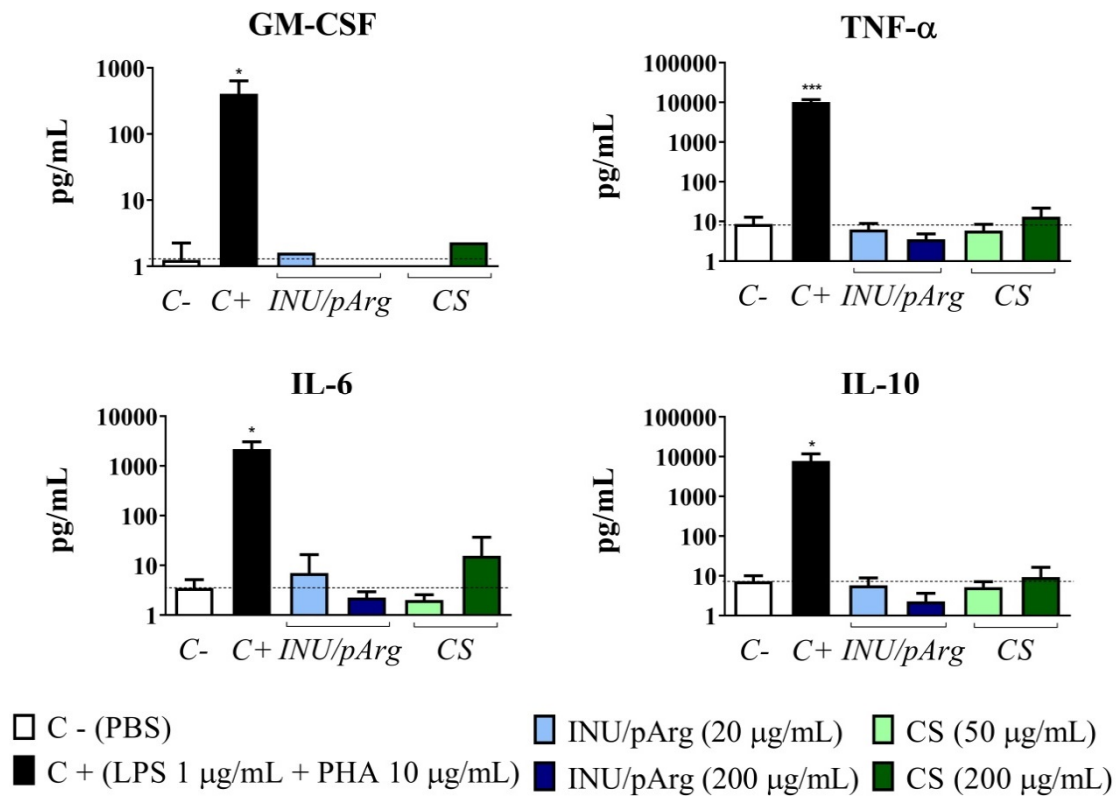 GM-CSF
pg/mL
1000
*
100
10
1
C- C+ INU/pArg CS
TNF-α
pg/mL
100000
***
10000
1000
100
10
1
C- C+ INU/pArg CS
IL-6
pg/mL
10000
*
1000
100
10
1
C- C+ INU/pArg CS
IL-10
pg/mL
100000
*
10000
1000
100
10
1
C- C+ INU/pArg CS
C - (PBS)
C + (LPS 1 μg/mL + PHA 10 μg/mL)
INU/pArg (20 μg/mL)
INU/pArg (200 μg/mL)
CS (50 μg/mL)
CS (200 μg/mL)